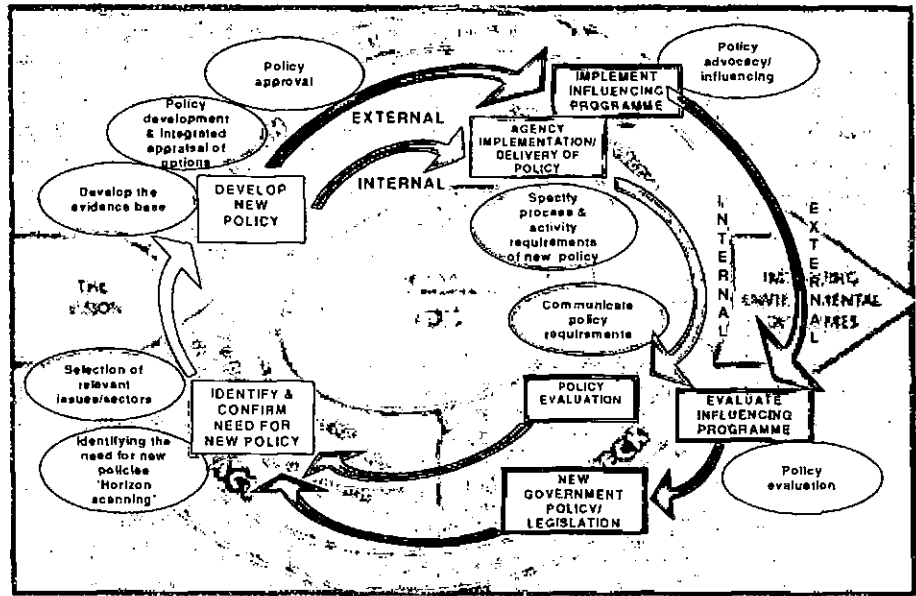 Policy
approval
Policy
development
& integrated
appraisal of
options
Develop the
evidence base
DEVELOP
NEW
POLICY
EXTERNAL
INTERNAL
IMPLEMENT
INFLUENCING
PROGRAMME
AGENCY
IMPLEMENTATION/
DELIVERY OF
POLICY
Policy
advocacy/
influencing
Specify
process &
activity
requirements
of new policy
Communicate
policy
requirements
INTERNAL
EXTERNAL
THE
Selection of
relevant
issues/sectors
Identifying the
need for new
policies
'Horizon
scanning'
IDENTIFY &
CONFIRM
NEED FOR
NEW POLICY
POLICY
EVALUATION
EVALUATE
INFLUENCING
PROGRAMME
NEW
GOVERNMENT
POLICY/
LEGISLATION
Policy
evaluation